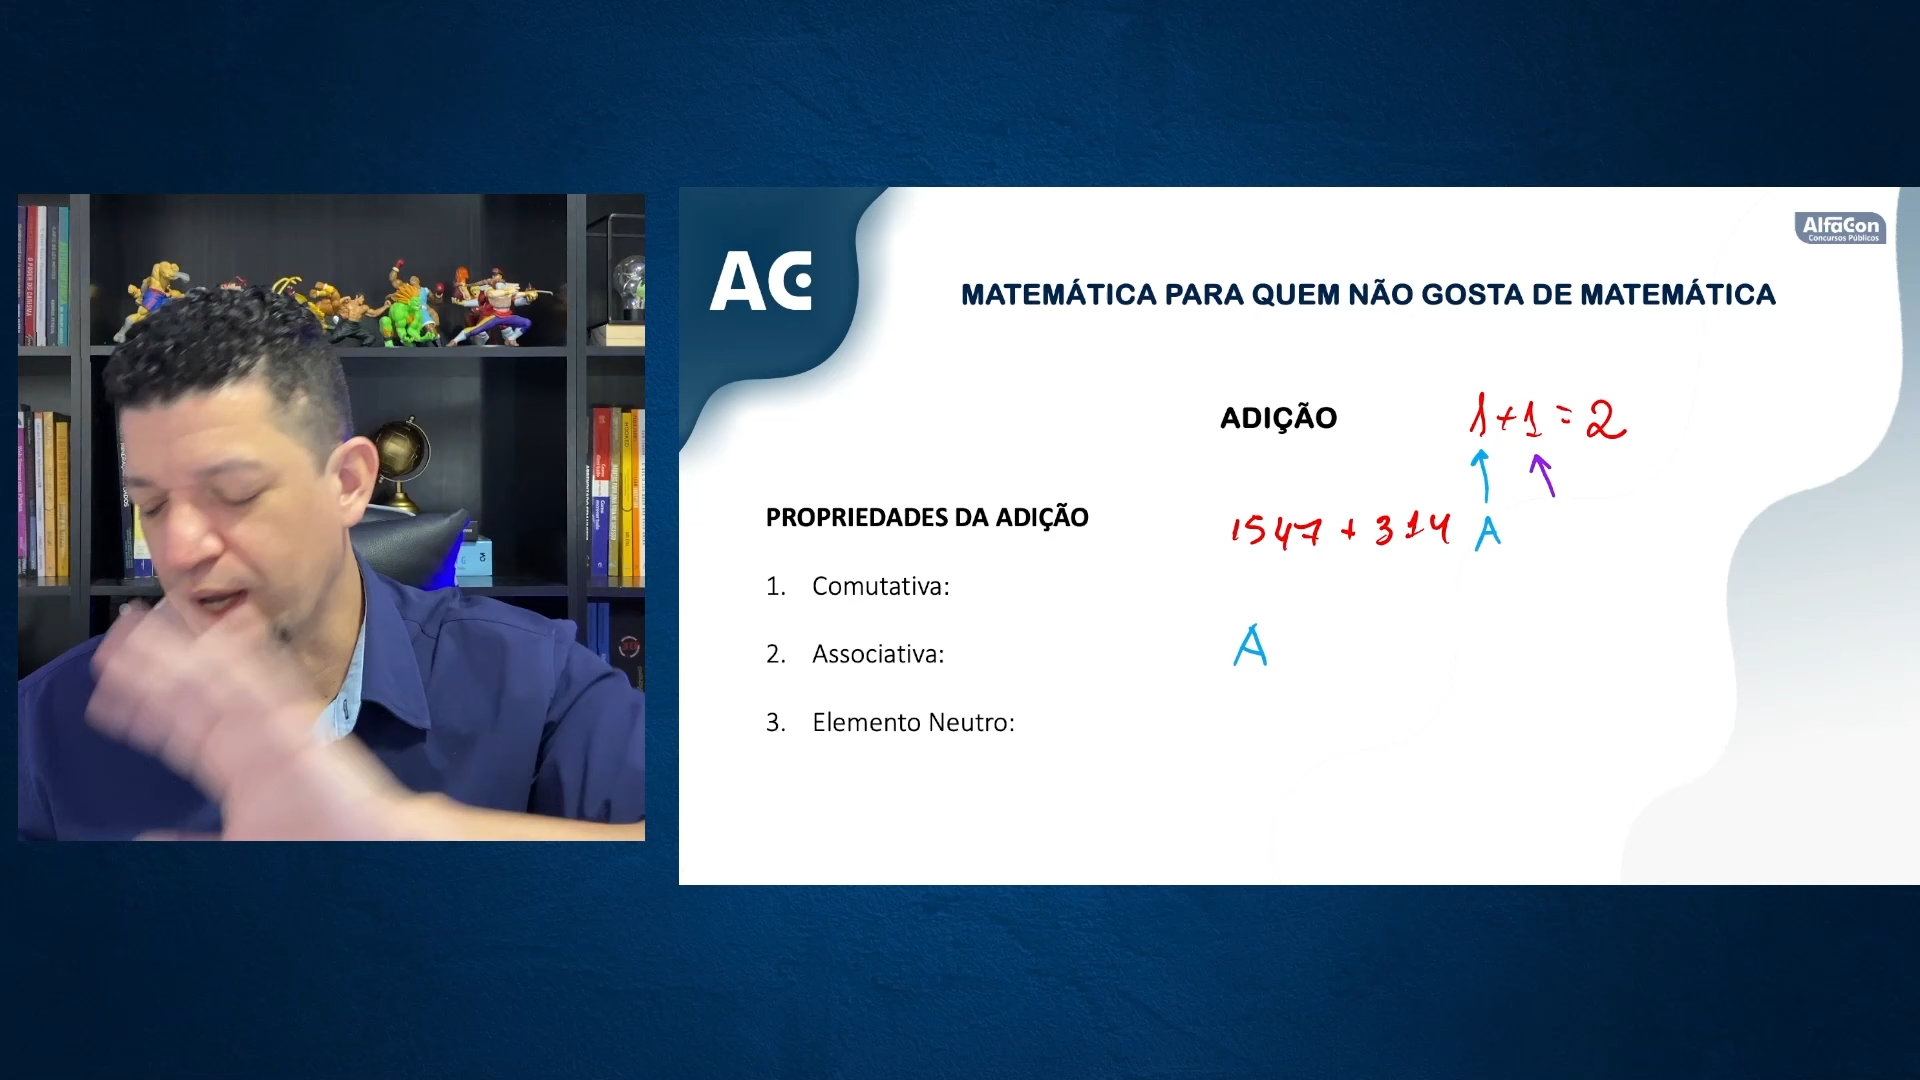 AC
AlfaCon
Concursos Públicos
MATEMÁTICA PARA QUEM NÃO GOSTA DE MATEMÁTICA
ADIÇÃO
1+1=2
PROPRIEDADES DA ADIÇÃO
1547 + 314 A
1. Comutativa:
A
2. Associativa:
3. Elemento Neutro: